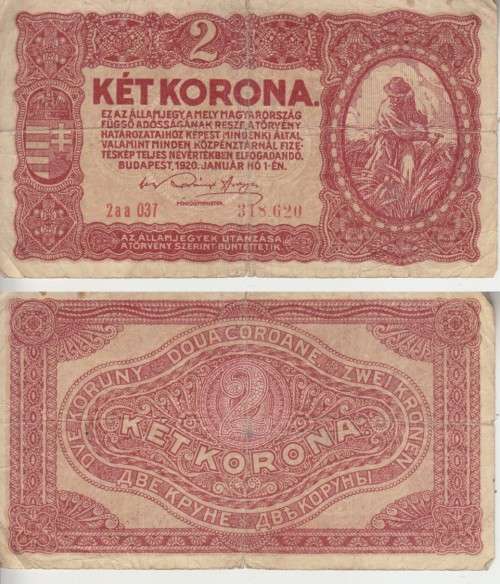 2
KÉT KORONA.
EZ AZ ÁLLAMJEGY, A MELY MAGYARORSZÁG
FÜGGŐ ADÓSSÁGÁNAK RÉSZE, A TÖRVÉNY
HATÁROZATAIHOZ KÉPEST MINDENKI ÁLTAL,
VALAMINT MINDEN KÖZPÉNZTÁRNÁL FIZE-
TÉSKÉP TELJES NÉVÉRTÉKBEN ELFOGADANDÓ.
BUDAPEST, 1920. JANUÁR HÓ 1-ÉN.
PÉNZÜGYMINISTER.
2aa 037 318.620
AZ ÁLLAMJEGYEK UTÁNZÁSA
A TÖRVÉNY SZERINT BÜNTETTETIK.
DVE KORUNY DOUĂ COROANE ZWEI KRONEN
2
KÉT KORONA
ДВЕ КРУНЕ ДВѢ КОРУНЫ